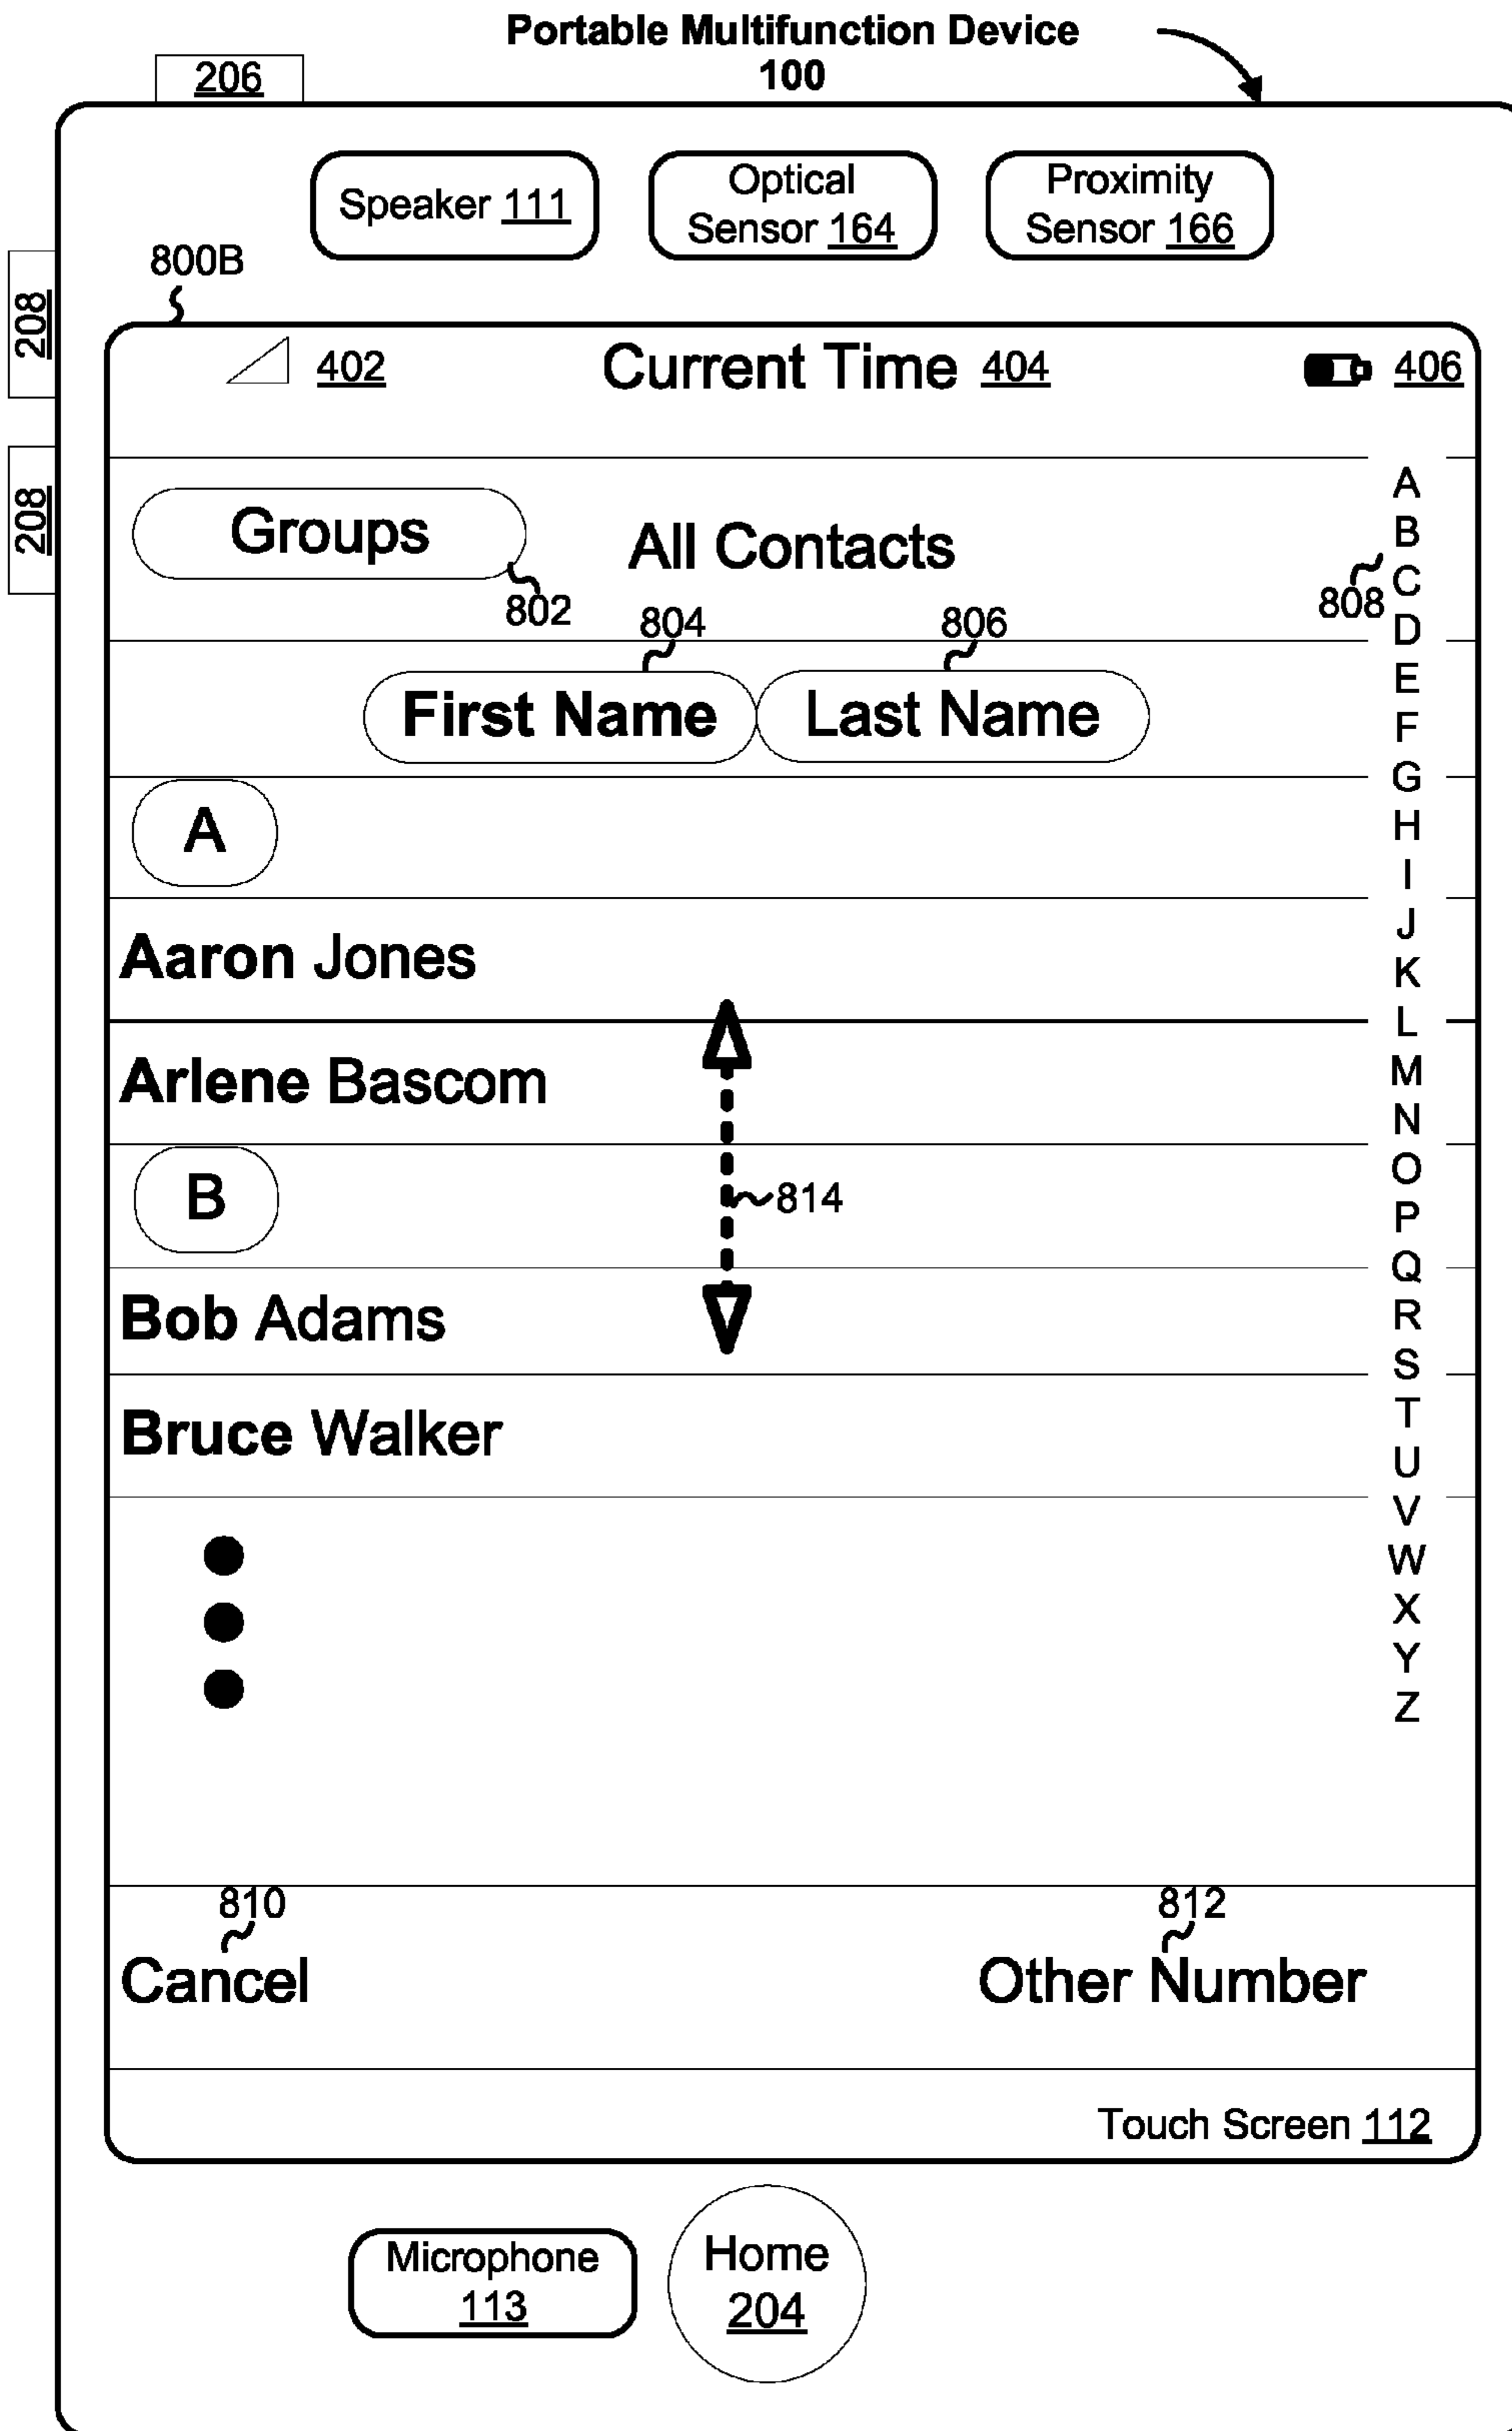 Portable Multifunction Device
100
206
Speaker 111
Optical
Sensor 164
Proximity
Sensor 166
208
208
800B
402
Current Time 404
406
Groups
All Contacts
802
804
806
808
First Name
Last Name
A
Aaron Jones
Arlene Bascom
B
814
Bob Adams
Bruce Walker
A
B
C
D
E
F
G
H
I
J
K
L
M
N
O
P
Q
R
S
T
U
V
W
X
Y
Z
810
812
Cancel
Other Number
Touch Screen 112
Microphone
113
Home
204